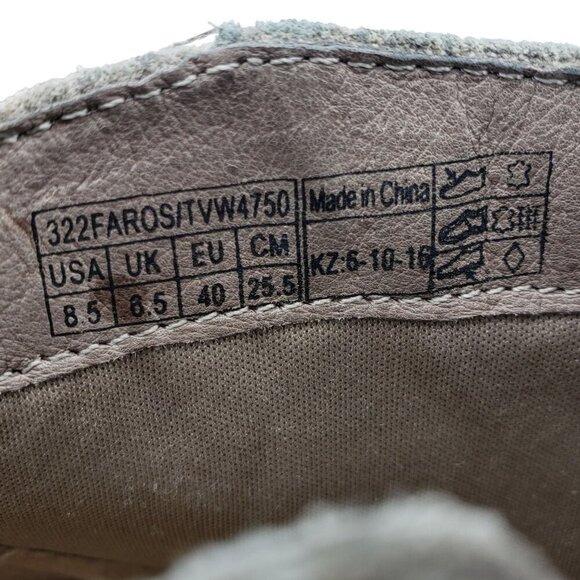 322FAROS/TVW4750
USA UK EU CM
8.5 6.5 40 25.5
Made in China
KZ:6-10-16